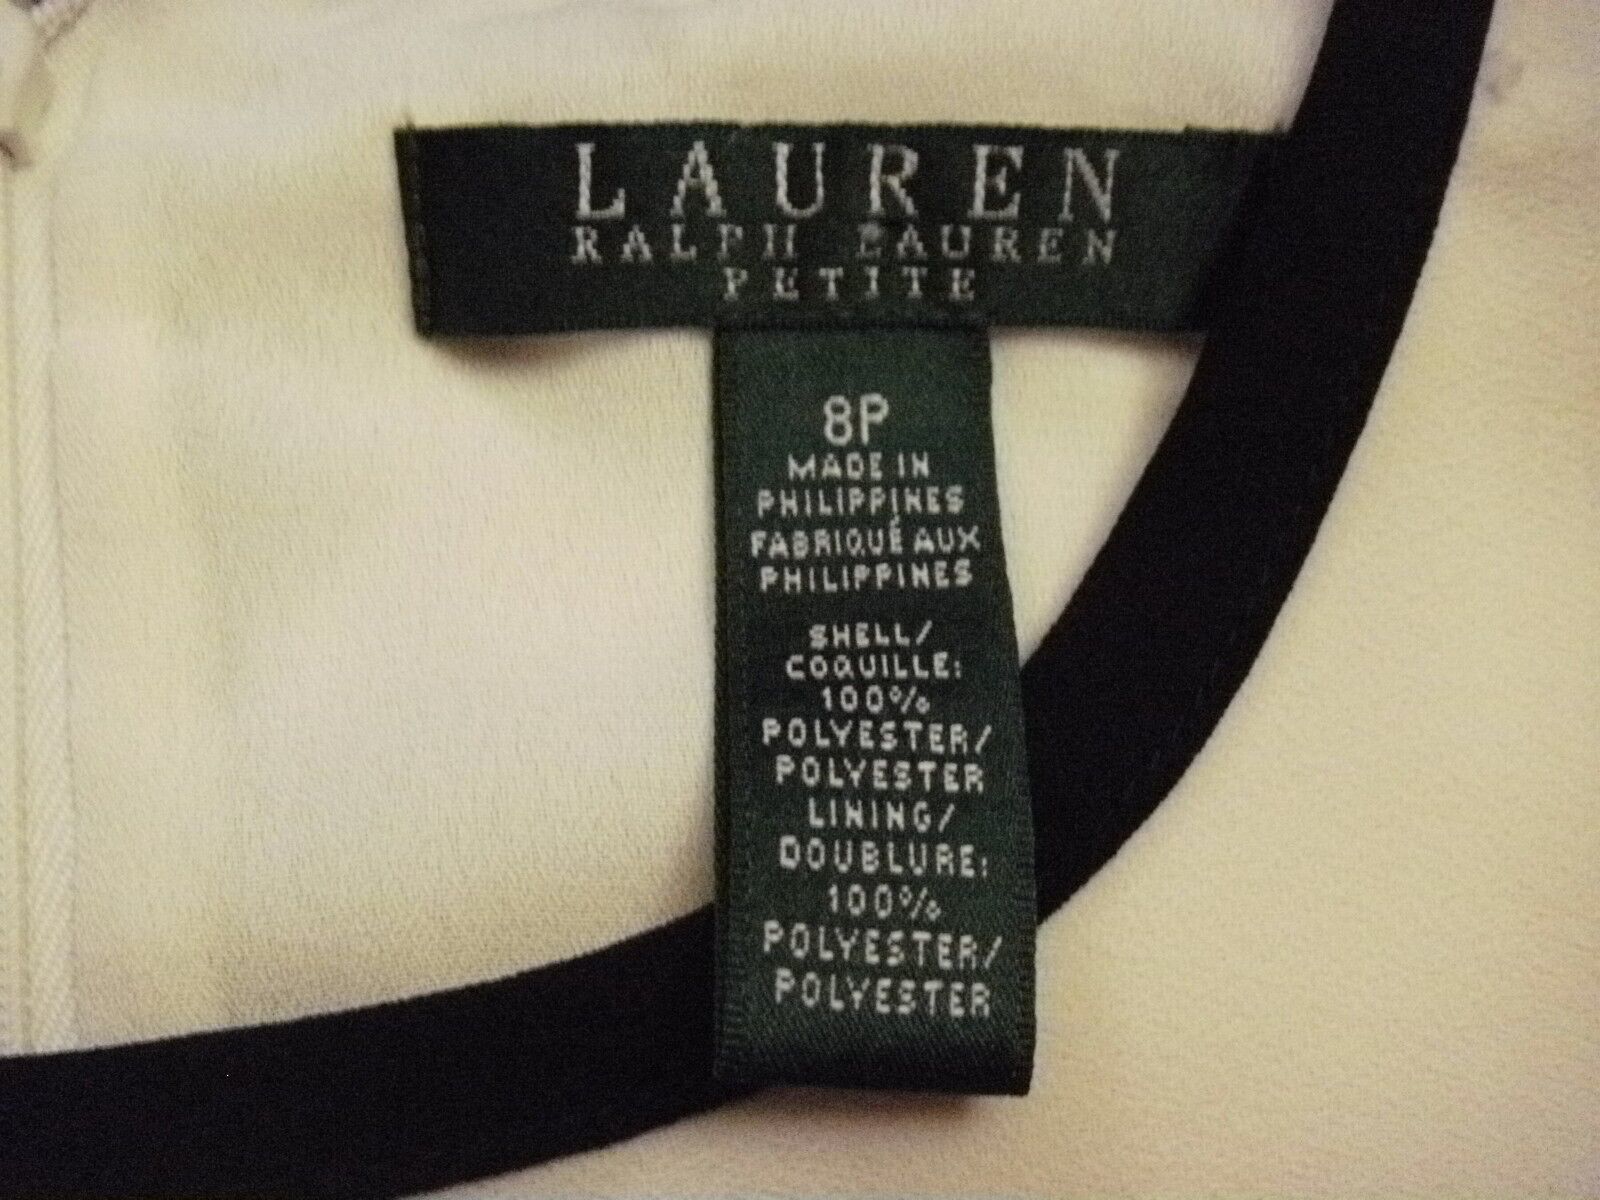 LAUREN
RALPH LAUREN
PETITE
8P
MADE IN
PHILIPPINES
FABRIQUÉ AUX
PHILIPPINES
SHELL/
COQUILLE:
100%
POLYESTER/
POLYESTER
LINING/
DOUBLURE:
100%
POLYESTER/
POLYESTER